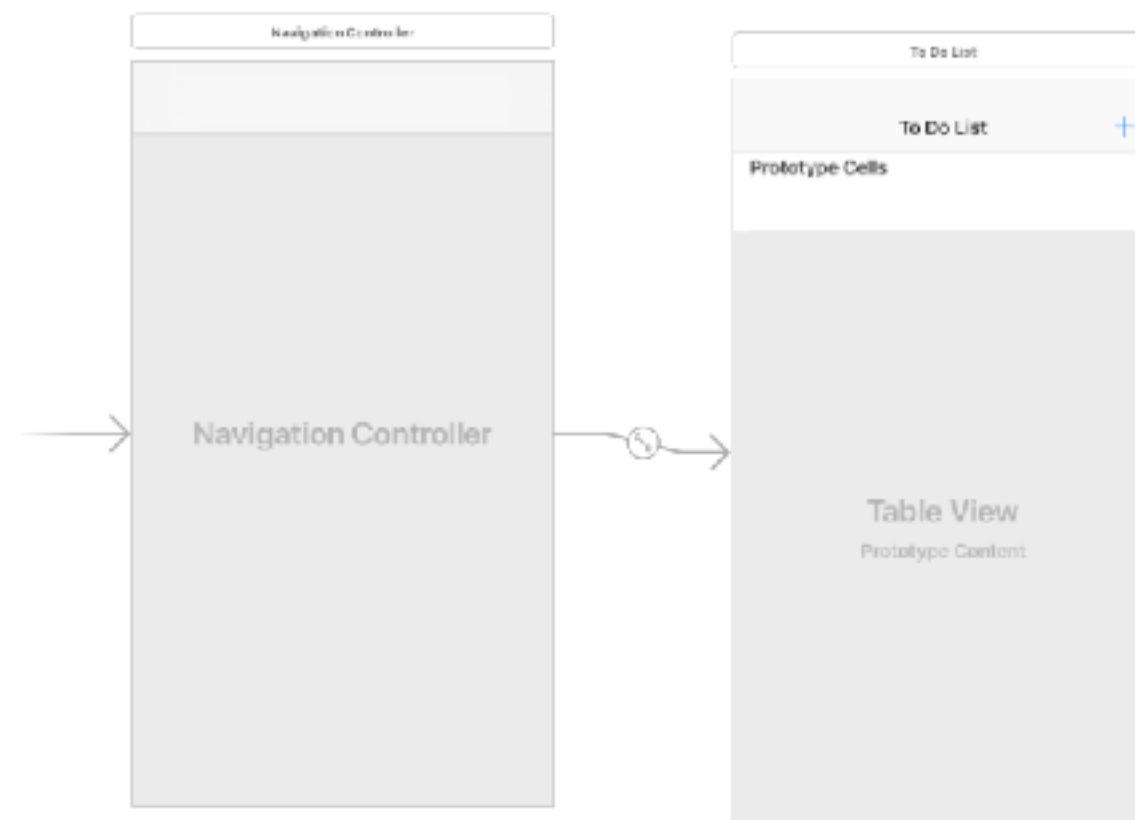 Navigation Controller
To Do List
To Do List +
Prototype Cells
Navigation Controller
Table View
Prototype Content